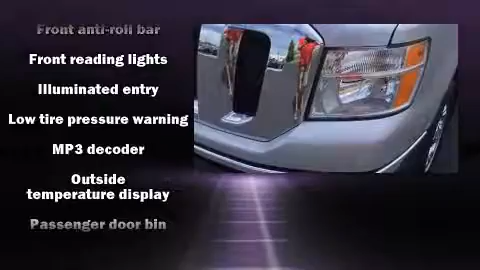 Front anti-roll bar
Front reading lights
Illuminated entry
Low tire pressure warning
MP3 decoder
Outside
temperature display
Passenger door bin